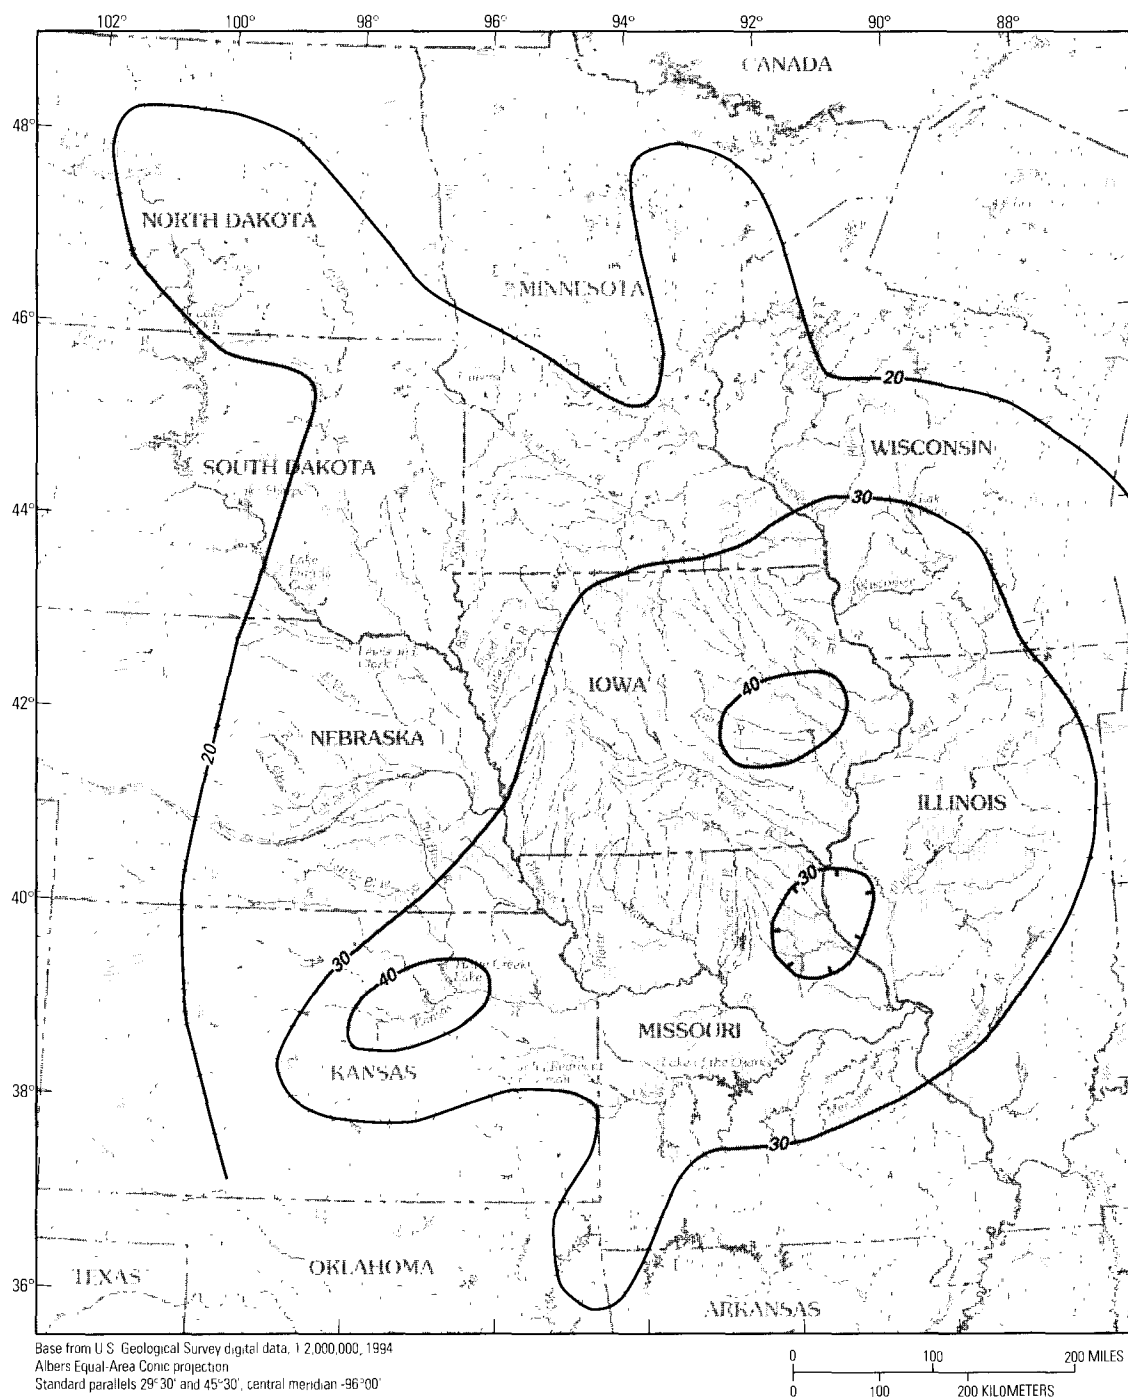 102° 100° 98° 96° 94° 92° 90° 88°
CANADA
48°
NORTH DAKOTA
MINNESOTA
46°
20
WISCONSIN
SOUTH DAKOTA
30
44°
IOWA
40
42°
NEBRASKA
20
ILLINOIS
30
40°
30
40
MISSOURI
KANSAS
38°
30
OKLAHOMA
TEXAS
36°
ARKANSAS
Base from U S Geological Survey digital data, 1 2,000,000, 1994
Albers Equal-Area Conic projection
Standard parallels 29°30' and 45°30', central meridian -96°00'
0 100 200 MILES
0 100 200 KILOMETERS